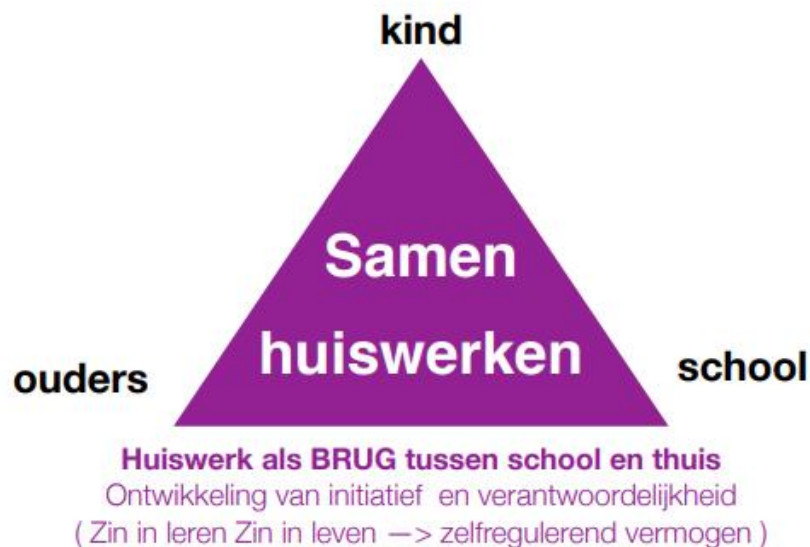 kind
Samen
huiswerken
ouders
school
Huiswerk als BRUG tussen school en thuis
Ontwikkeling van initiatief en verantwoordelijkheid
( Zin in leren Zin in leven —> zelfregulerend vermogen )